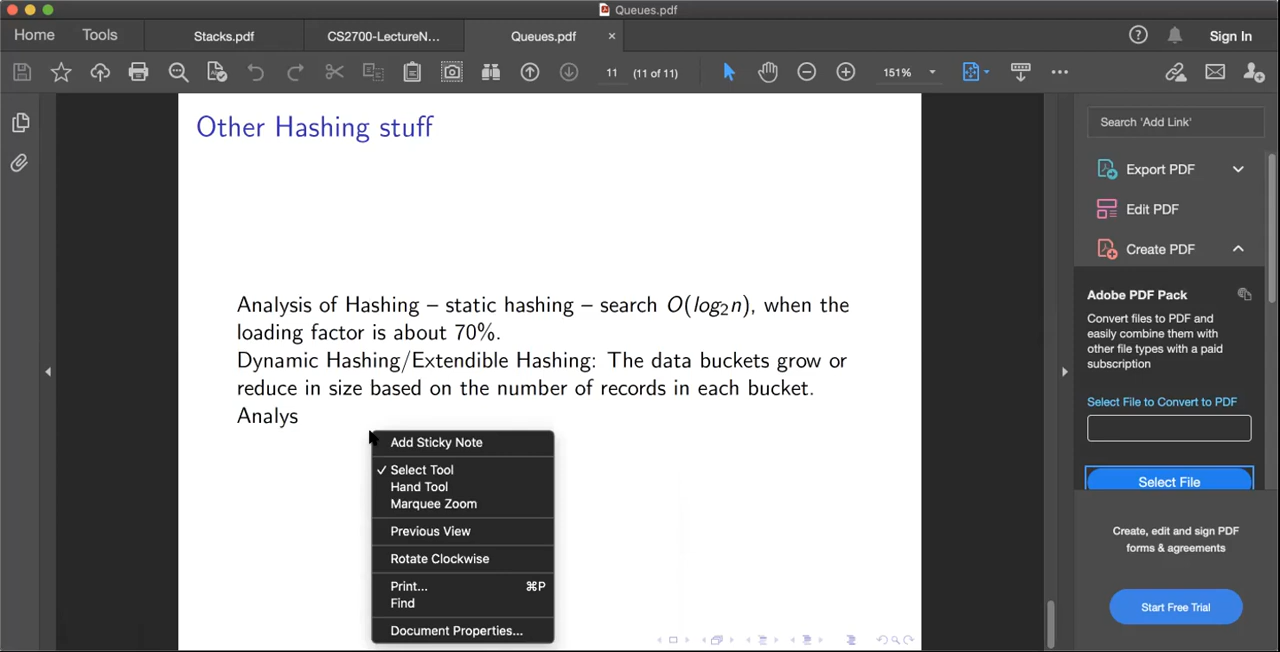 Queues.pdf
Home
Tools
Stacks.pdf
CS2700-LectureN...
Queues.pdf
×
Sign In
11
(11 of 11)
151%
Other Hashing stuff
Analysis of Hashing – static hashing – search O(log₂n), when the
loading factor is about 70%.
Dynamic Hashing/Extendible Hashing: The data buckets grow or
reduce in size based on the number of records in each bucket.
Analys
Add Sticky Note
✓ Select Tool
Hand Tool
Marquee Zoom
Previous View
Rotate Clockwise
Print... ⌘P
Find
Document Properties...
Search 'Add Link'
Export PDF
Edit PDF
Create PDF
Adobe PDF Pack
Convert files to PDF and
easily combine them with
other file types with a paid
subscription
Select File to Convert to PDF
Select File
Create, edit and sign PDF
forms & agreements
Start Free Trial